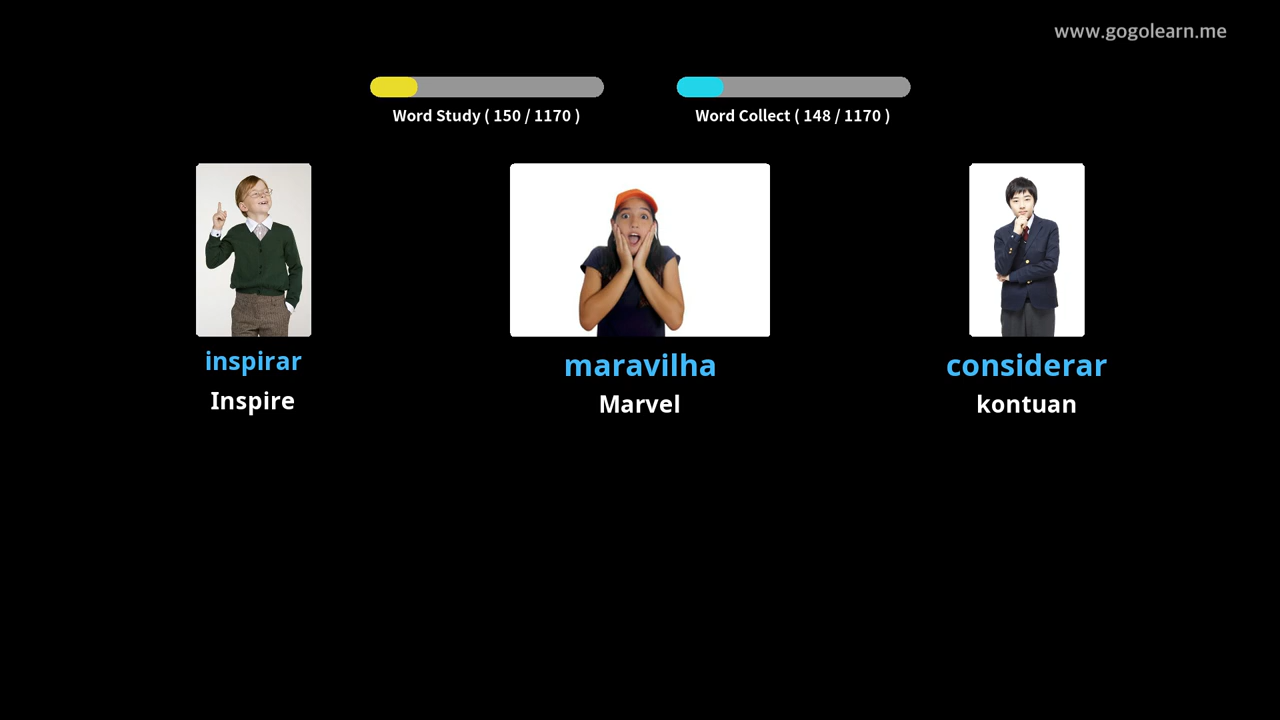 www.gogolearn.me
Word Study ( 150 / 1170 )
Word Collect ( 148 / 1170 )
inspirar
Inspire
maravilha
Marvel
considerar
kontuan